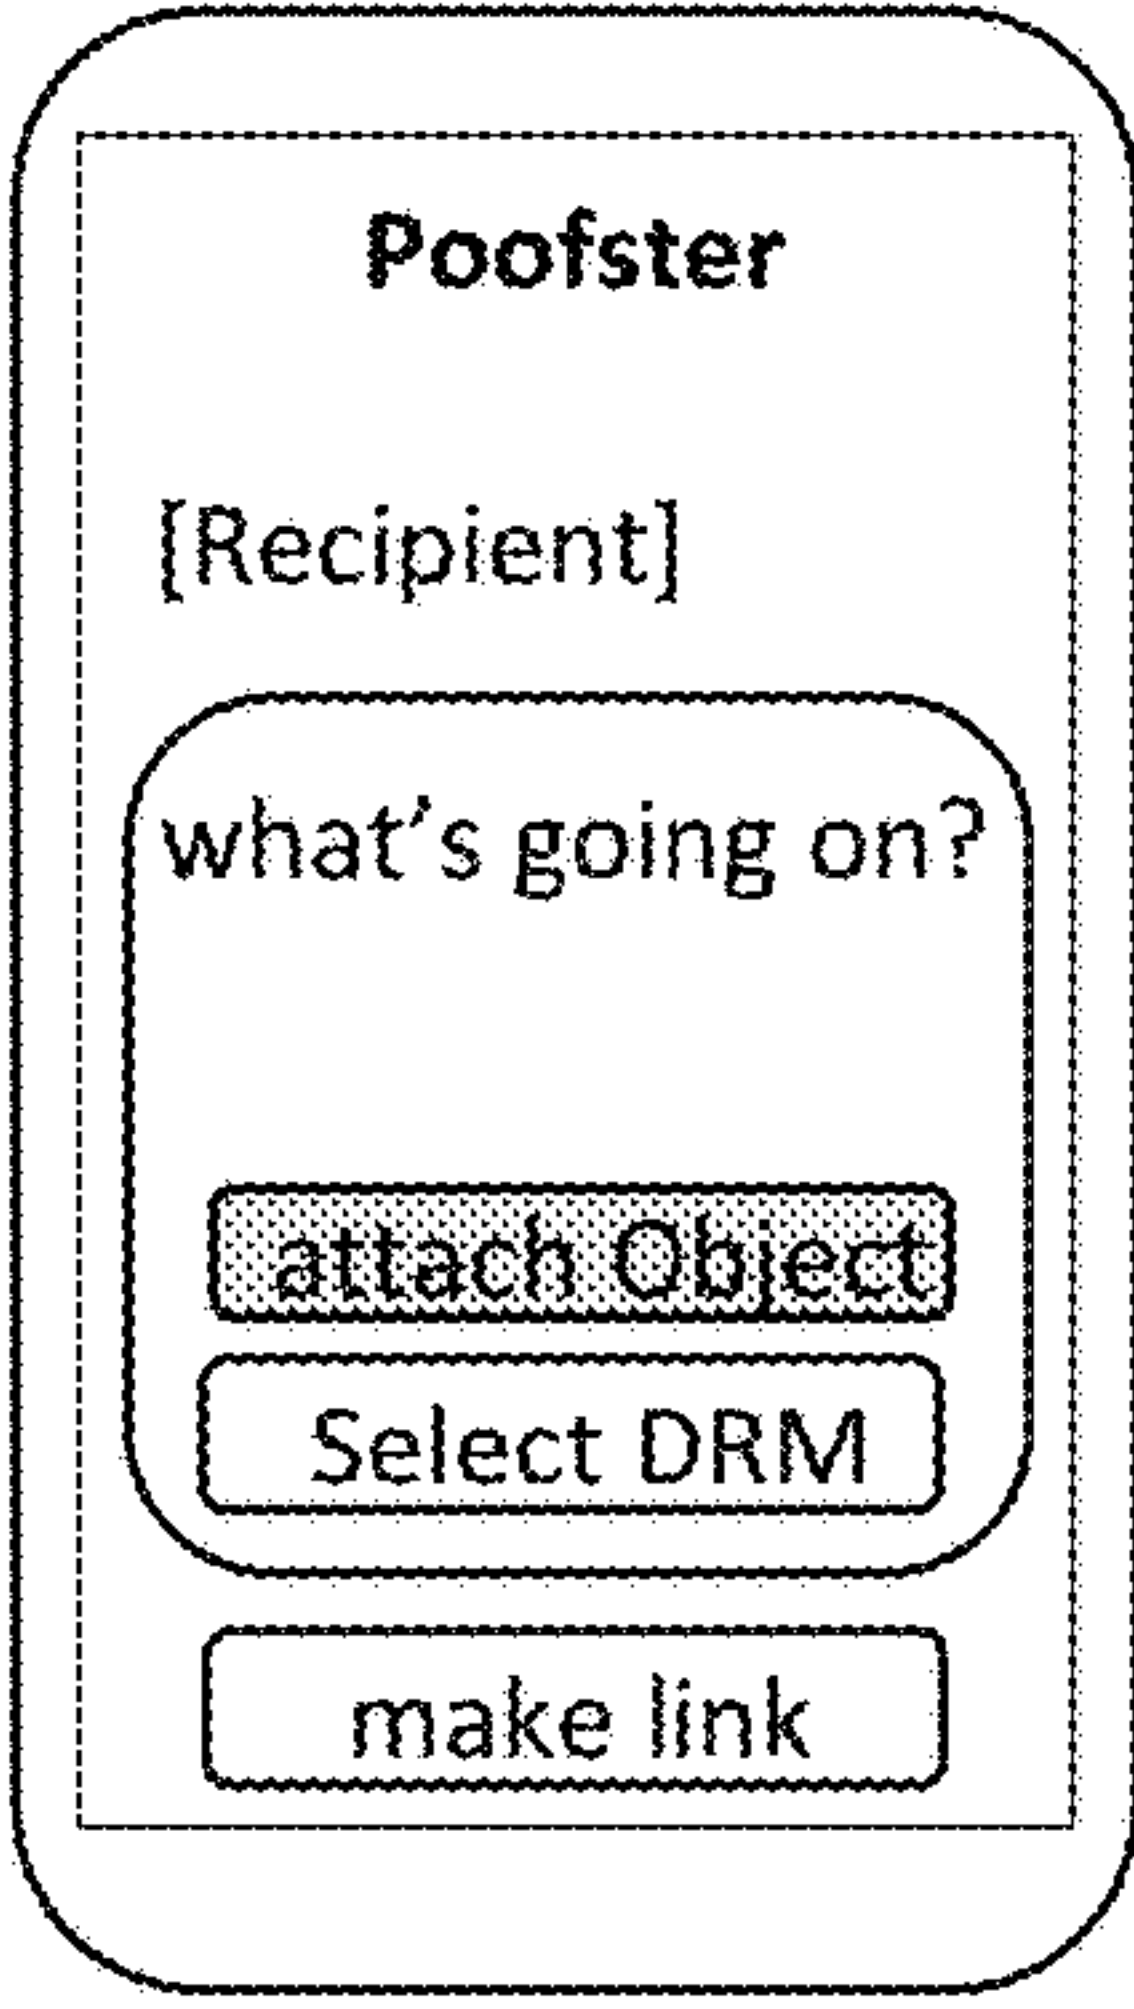 Poofster
[Recipient]
what's going on?
attach Object
Select DRM
make link